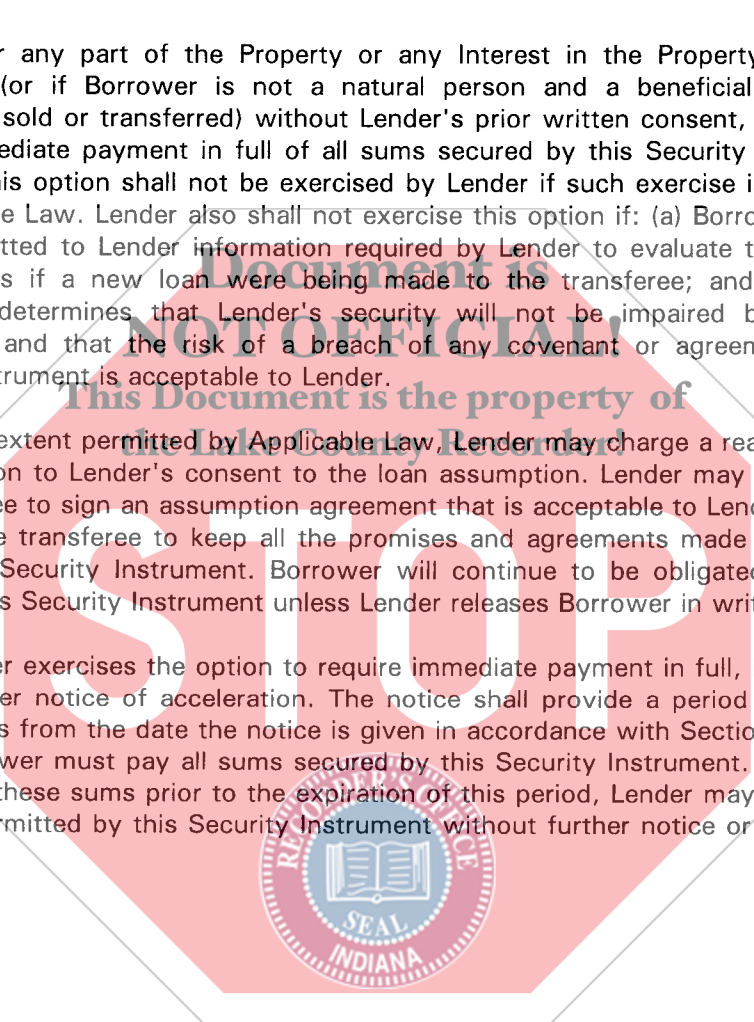 r any part of the Property or any Interest in the Property
(or if Borrower is not a natural person and a beneficial
sold or transferred) without Lender's prior written consent,
ediate payment in full of all sums secured by this Security
is option shall not be exercised by Lender if such exercise i
e Law. Lender also shall not exercise this option if: (a) Borro
tted to Lender information required by Lender to evaluate t
s if a new loan were being made to the transferee; and
determines that Lender's security will not be impaired b
and that the risk of a breach of any covenant or agreem
trument is acceptable to Lender.
Document is
NOT OFFICIAL!
This Document is the property of
the Lake County Recorder!
extent permitted by Applicable Law, Lender may charge a rea
on to Lender's consent to the loan assumption. Lender may
ee to sign an assumption agreement that is acceptable to Lend
e transferee to keep all the promises and agreements made
Security Instrument. Borrower will continue to be obligated
s Security Instrument unless Lender releases Borrower in writ
STOP
er exercises the option to require immediate payment in full,
er notice of acceleration. The notice shall provide a period
s from the date the notice is given in accordance with Sectio
wer must pay all sums secured by this Security Instrument.
these sums prior to the expiration of this period, Lender may
rmitted by this Security Instrument without further notice or
RECORDER'S OFFICE
SEAL
INDIANA